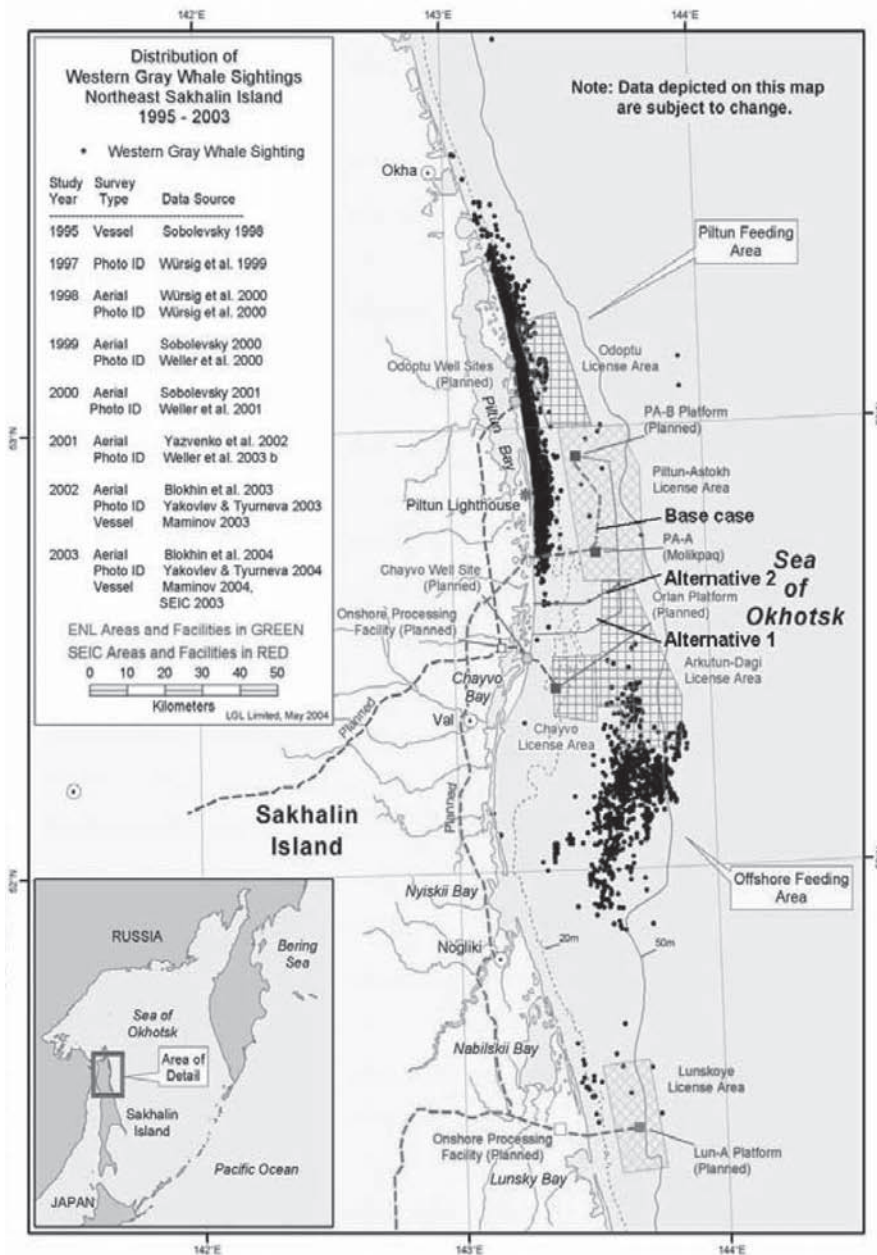 142°E
143°E
144°E
Distribution of
Western Gray Whale Sightings
Northeast Sakhalin Island
1995 - 2003
• Western Gray Whale Sighting
Study Survey
Year Type Data Source
1995 Vessel Sobolevsky 1998
1997 Photo ID Würsig et al. 1999
1998 Aerial Würsig et al. 2000
Photo ID Würsig et al. 2000
1999 Aerial Sobolevsky 2000
Photo ID Weller et al. 2000
2000 Aerial Sobolevsky 2001
Photo ID Weller et al. 2001
2001 Aerial Yazvenko et al. 2002
Photo ID Weller et al. 2003 b
2002 Aerial Blokhin et al. 2003
Photo ID Yakovlev & Tyurneva 2003
Vessel Maminov 2003
2003 Aerial Blokhin et al. 2004
Photo ID Yakovlev & Tyurneva 2004
Vessel Maminov 2004,
SEIC 2003
ENL Areas and Facilities in GREEN
SEIC Areas and Facilities in RED
0 10 20 30 40 50
Kilometers
LGL Limited, May 2004
Note: Data depicted on this map
are subject to change.
Okha
Piltun Feeding
Area
Odoptu
License Area
Odoptu Well Sites
(Planned)
PA-B Platform
(Planned)
Piltun Bay
53°N
Piltun-Astokh
License Area
Piltun Lighthouse
Base case
PA-A
(Molikpaq)
Sea
of
Okhotsk
Chayvo Well Site
(Planned)
Alternative 2
Orlan Platform
(Planned)
Onshore Processing
Facility (Planned)
Alternative 1
Arkutun-Dagi
License Area
Chayvo
Bay
Val
Chayvo
License Area
Planned
Planned
Sakhalin
Island
52°N
Nyiskii Bay
Offshore Feeding
Area
Nogliki
20m
50m
Nabilskii Bay
Lunskoye
License Area
Onshore Processing
Facility (Planned)
Lun-A Platform
(Planned)
Lunsky Bay
RUSSIA
Bering
Sea
Sea of
Okhotsk
Area of
Detail
Sakhalin
Island
Pacific Ocean
JAPAN
142°E
143°E
144°E